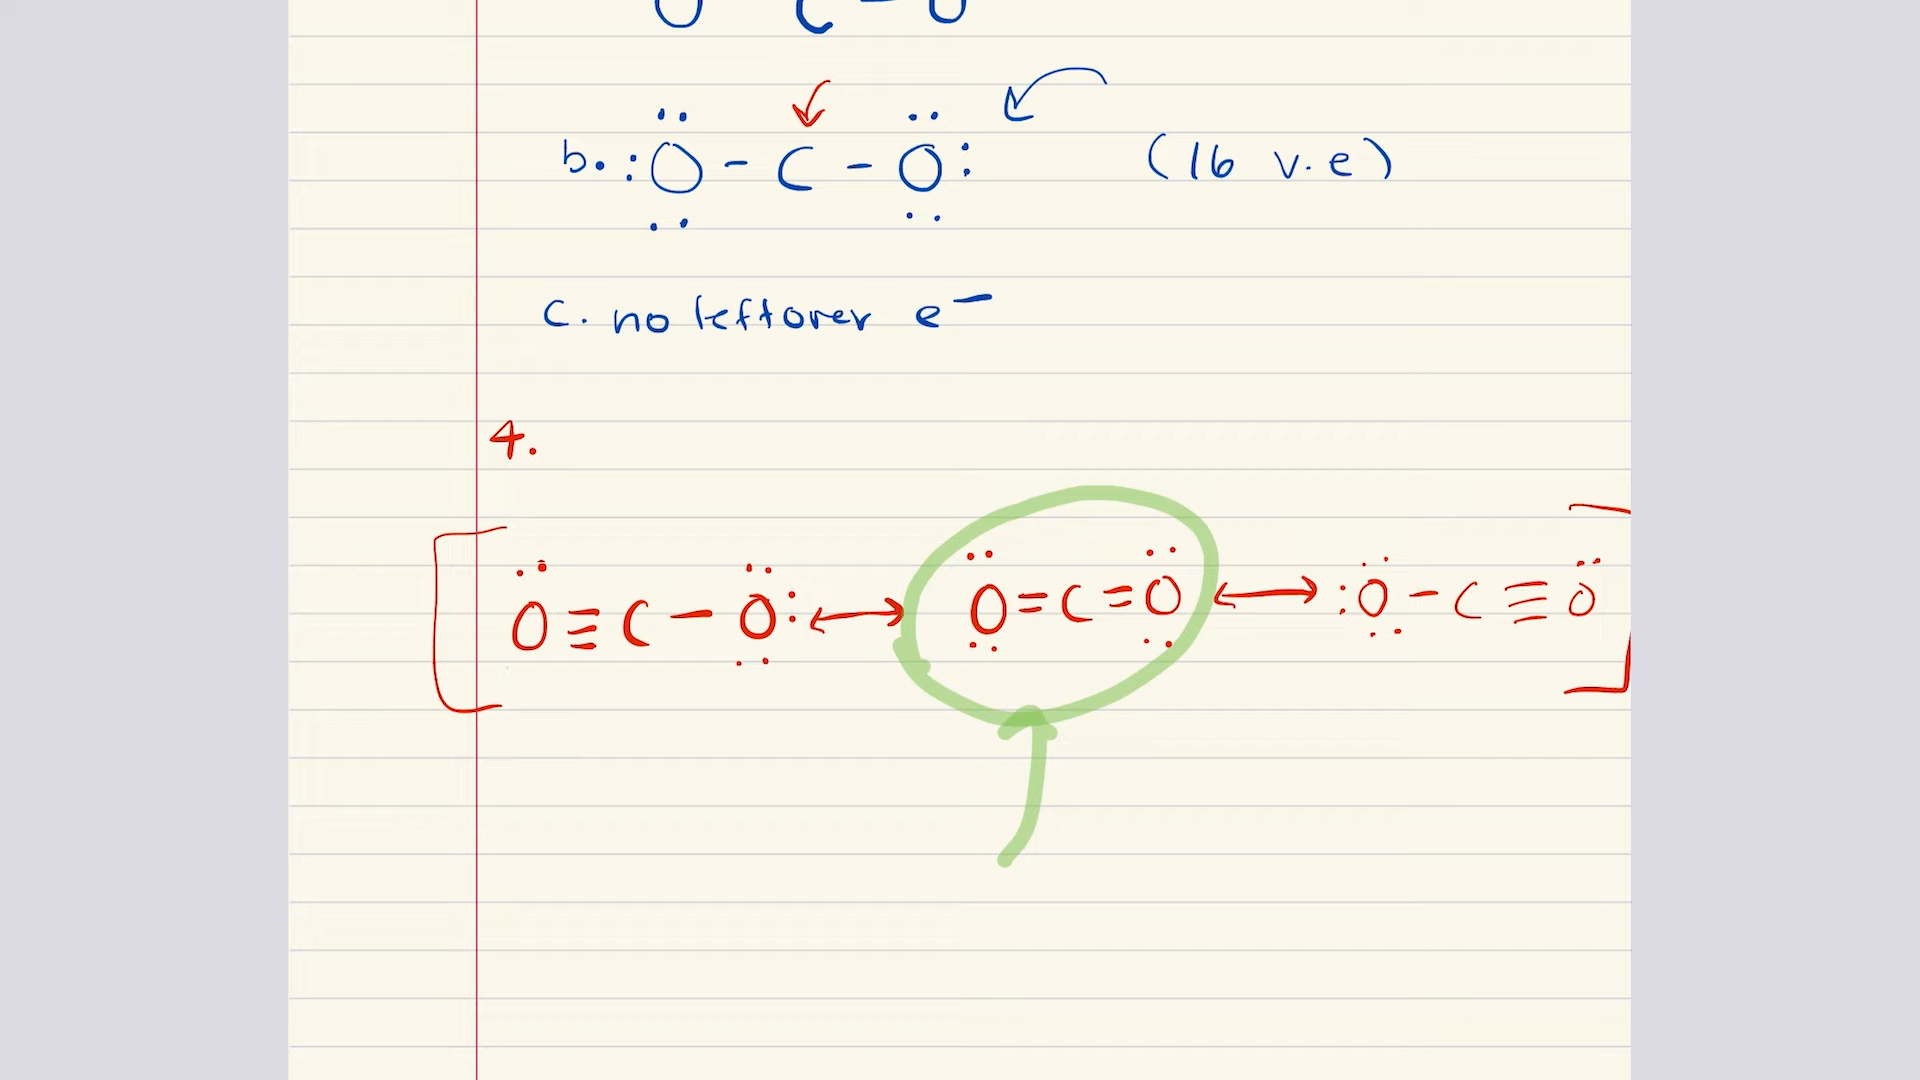 O C - O
b. :O - C - O: (16 v.e)
c. no leftover e⁻
4.
[O ≡ C - O: ↔ O = C = O ↔ :O - C ≡ O]